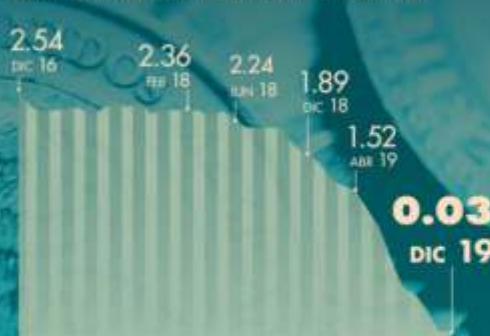 2.54
DIC 16
2.36
FEB 18
2.24
JUN 18
1.89
DIC 18
1.52
ABR 19
0.03
DIC 19